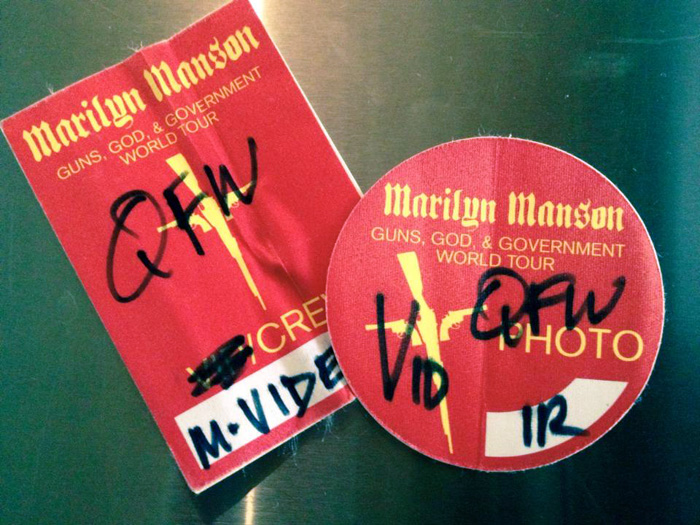 Marilyn Manson
GUNS, GOD, & GOVERNMENT
WORLD TOUR
QFW
/CREW
M·VIDE
Marilyn Manson
GUNS, GOD, & GOVERNMENT
WORLD TOUR
QFW
VID
PHOTO
IR